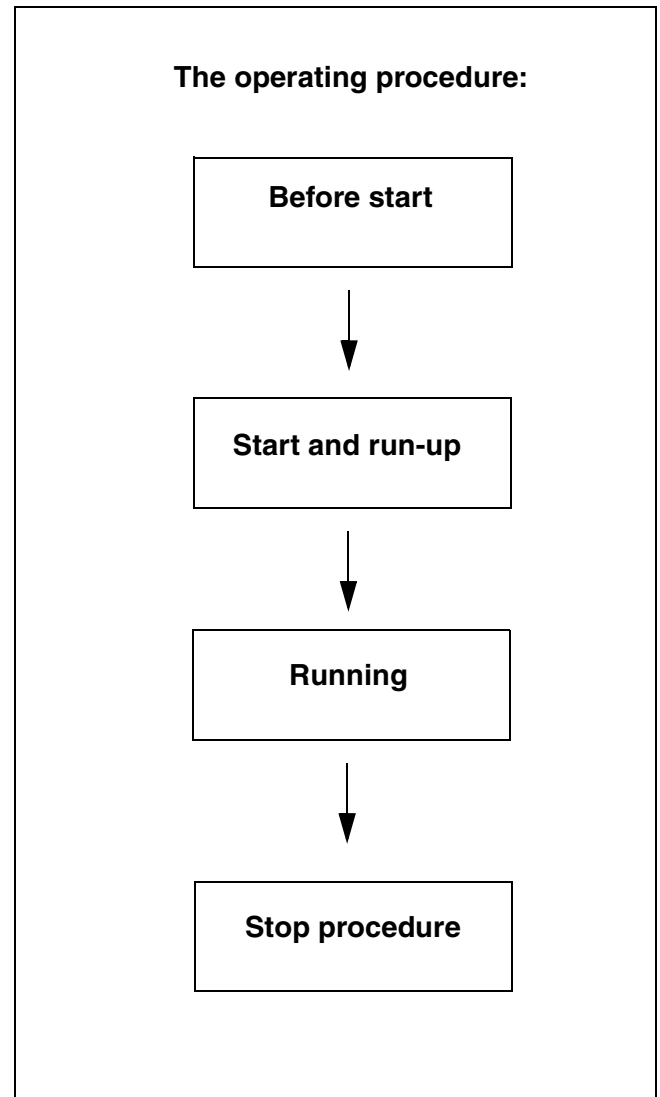 The operating procedure:
Before start
Start and run-up
Running
Stop procedure